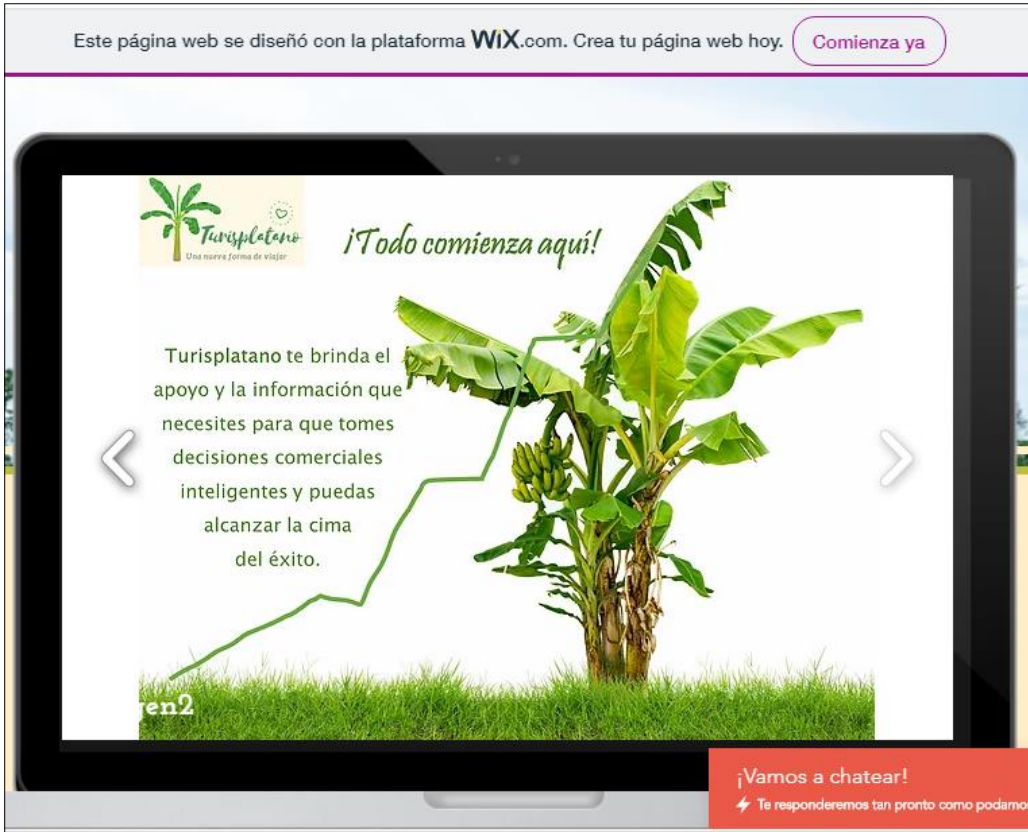 Este página web se diseñó con la plataforma WiX.com. Crea tu página web hoy.
Comienza ya
Turisplatano
Una nueva forma de viajar
¡Todo comienza aquí!
Turisplatano te brinda el
apoyo y la información que
necesites para que tomes
decisiones comerciales
inteligentes y puedas
alcanzar la cima
del éxito.
gen2
¡Vamos a chatear!
Te responderemos tan pronto como podamos